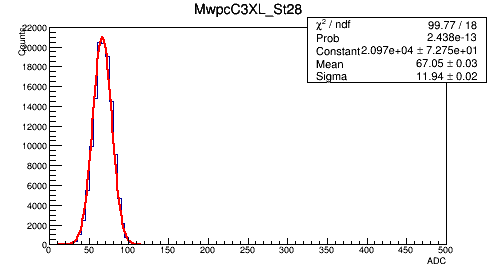 MwpcC3XL_St28
χ² / ndf 99.77 / 18
Prob 2.438e-13
Constant 2.097e+04 ± 7.275e+01
Mean 67.05 ± 0.03
Sigma 11.94 ± 0.02
Counts
22000
20000
18000
16000
14000
12000
10000
8000
6000
4000
2000
0
0 50 100 150 200 250 300 350 400 450 500
ADC